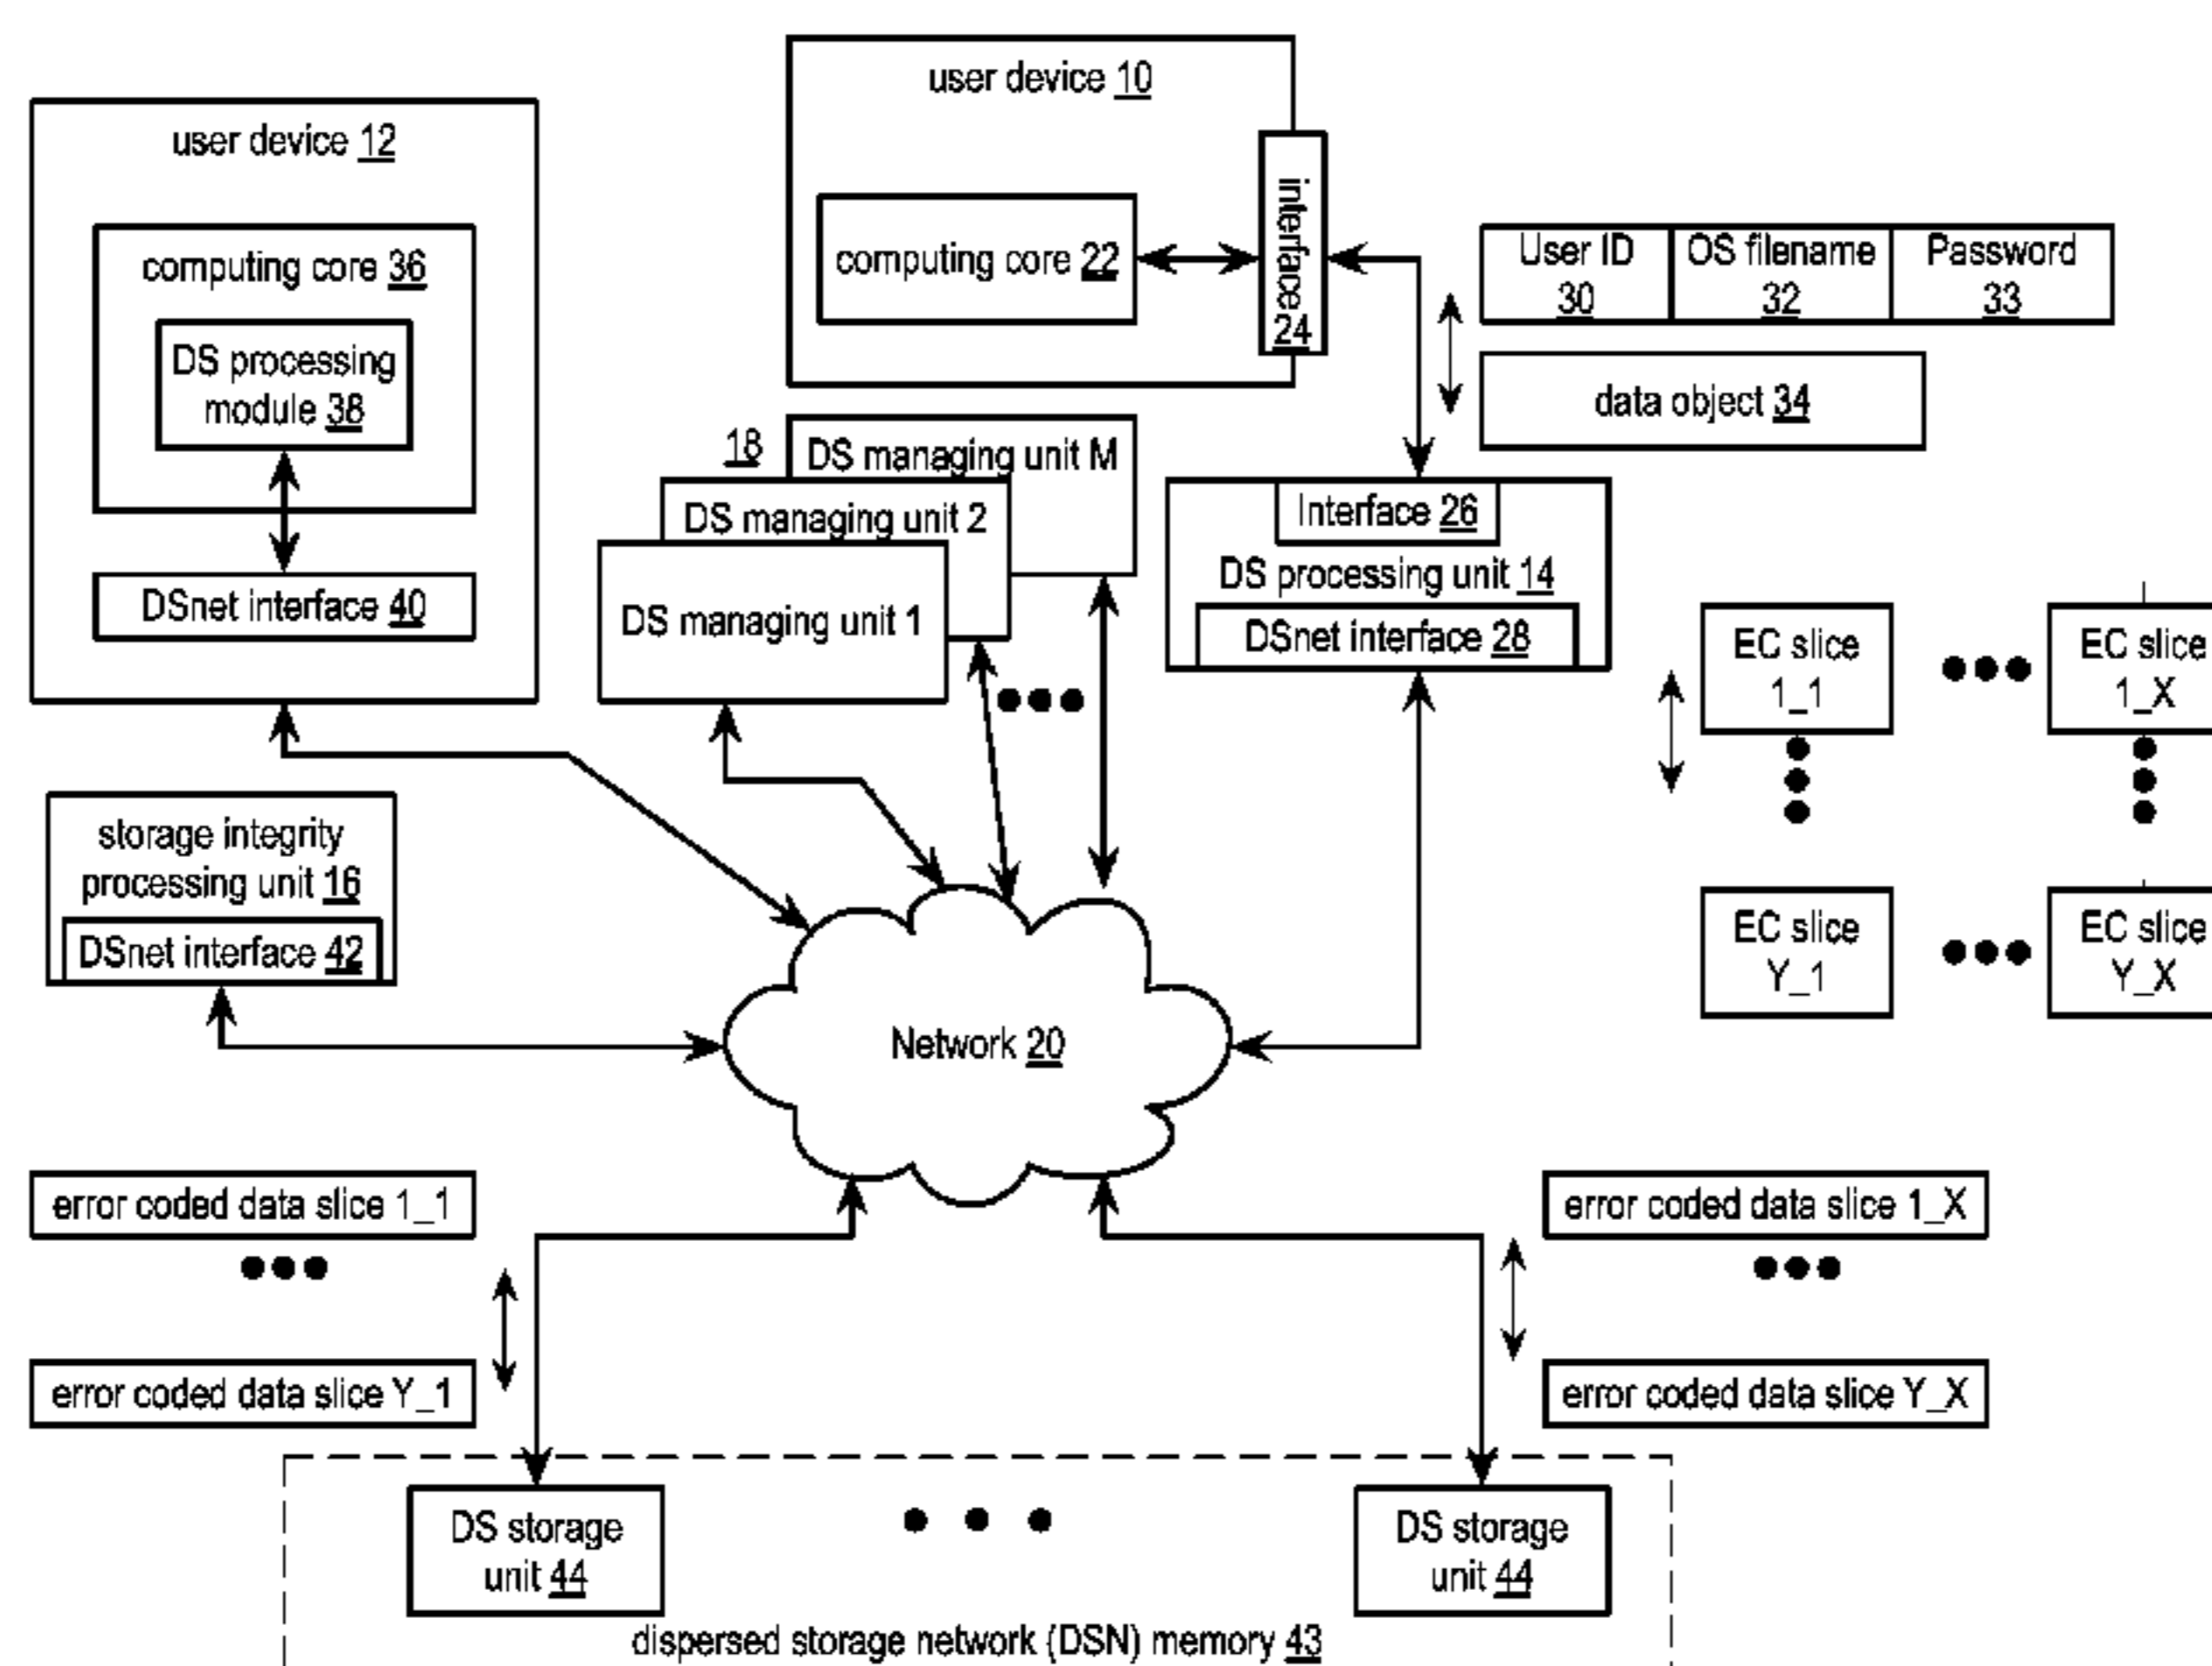 user device 10
user device 12
computing core 36
DS processing
module 38
DSnet interface 40
computing core 22
interface
24
User ID
30
OS filename
32
Password
33
data object 34
18
DS managing unit M
DS managing unit 2
DS managing unit 1
Interface 26
DS processing unit 14
DSnet interface 28
EC slice
1_1
EC slice
1_X
EC slice
Y_1
EC slice
Y_X
storage integrity
processing unit 16
DSnet interface 42
Network 20
error coded data slice 1_1
error coded data slice Y_1
error coded data slice 1_X
error coded data slice Y_X
DS storage
unit 44
DS storage
unit 44
dispersed storage network (DSN) memory 43